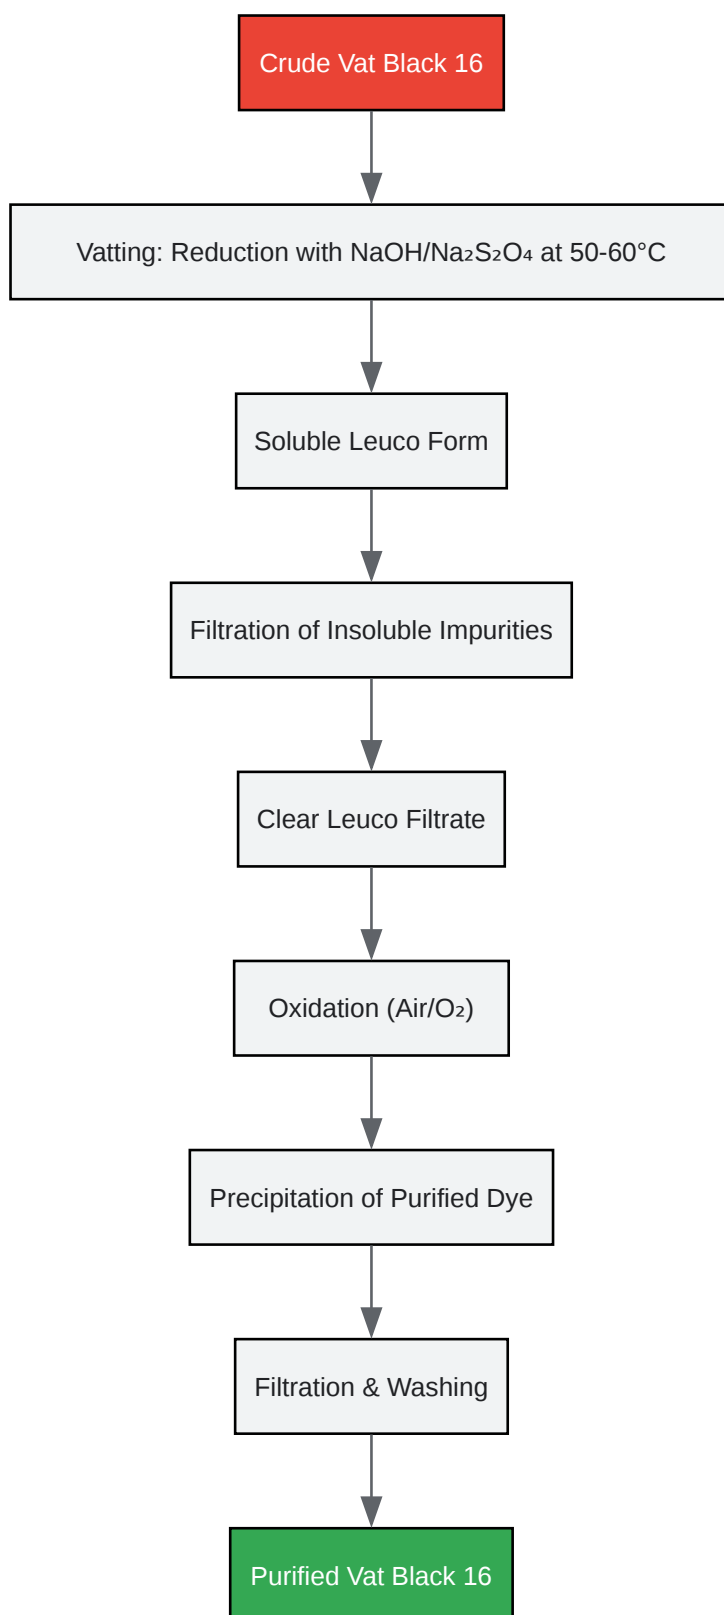 Crude Vat Black 16
Vatting: Reduction with NaOH/Na₂S₂O₄ at 50-60°C
Soluble Leuco Form
Filtration of Insoluble Impurities
Clear Leuco Filtrate
Oxidation (Air/O₂)
Precipitation of Purified Dye
Filtration & Washing
Purified Vat Black 16